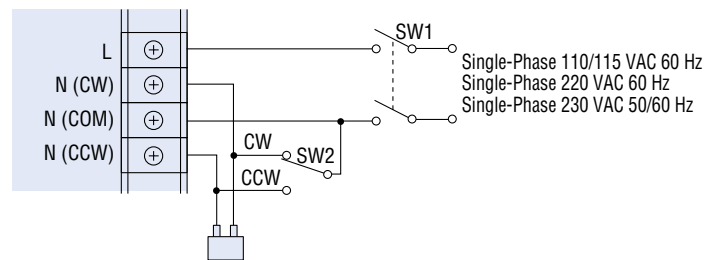 SW1
L
Single-Phase 110/115 VAC 60 Hz
Single-Phase 220 VAC 60 Hz
Single-Phase 230 VAC 50/60 Hz
N (CW)
N (COM)
CW
SW2
N (CCW)
CCW